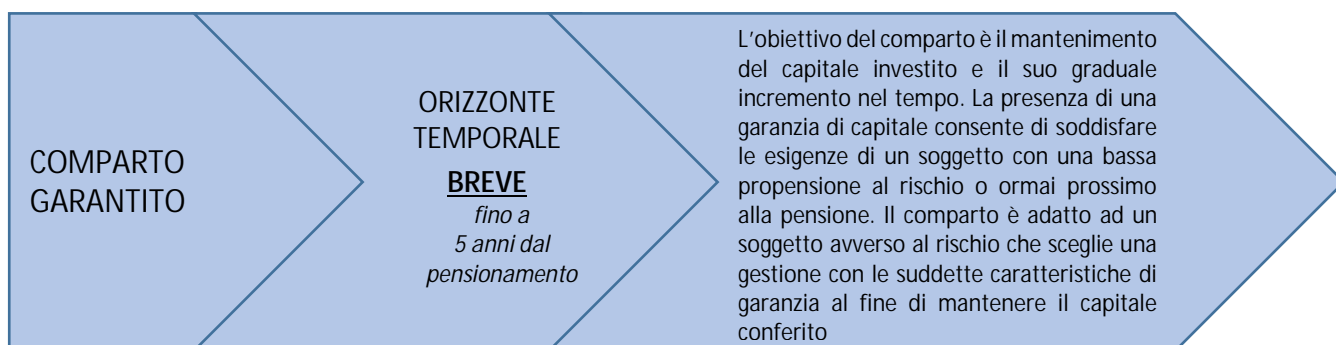 COMPARTO
GARANTITO
ORIZZONTE
TEMPORALE
BREVE
fino a
5 anni dal
pensionamento
L'obiettivo del comparto è il mantenimento
del capitale investito e il suo graduale
incremento nel tempo. La presenza di una
garanzia di capitale consente di soddisfare
le esigenze di un soggetto con una bassa
propensione al rischio o ormai prossimo
alla pensione. Il comparto è adatto ad un
soggetto avverso al rischio che sceglie una
gestione con le suddette caratteristiche di
garanzia al fine di mantenere il capitale
conferito